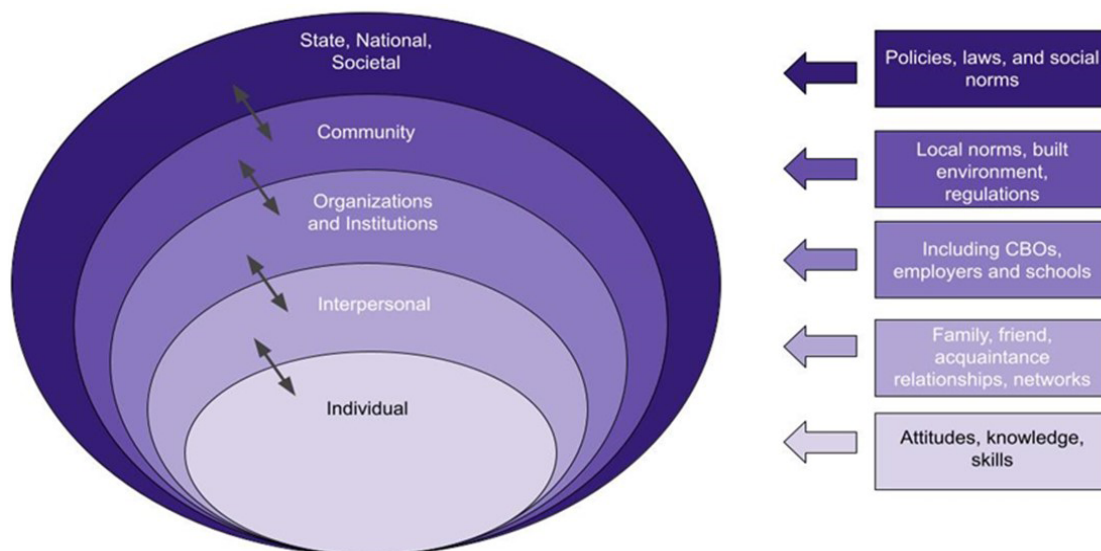 State, National,
Societal
Community
Organizations
and Institutions
Interpersonal
Individual
Policies, laws, and social
norms
Local norms, built
environment,
regulations
Including CBOs,
employers and schools
Family, friend,
acquaintance
relationships, networks
Attitudes, knowledge,
skills